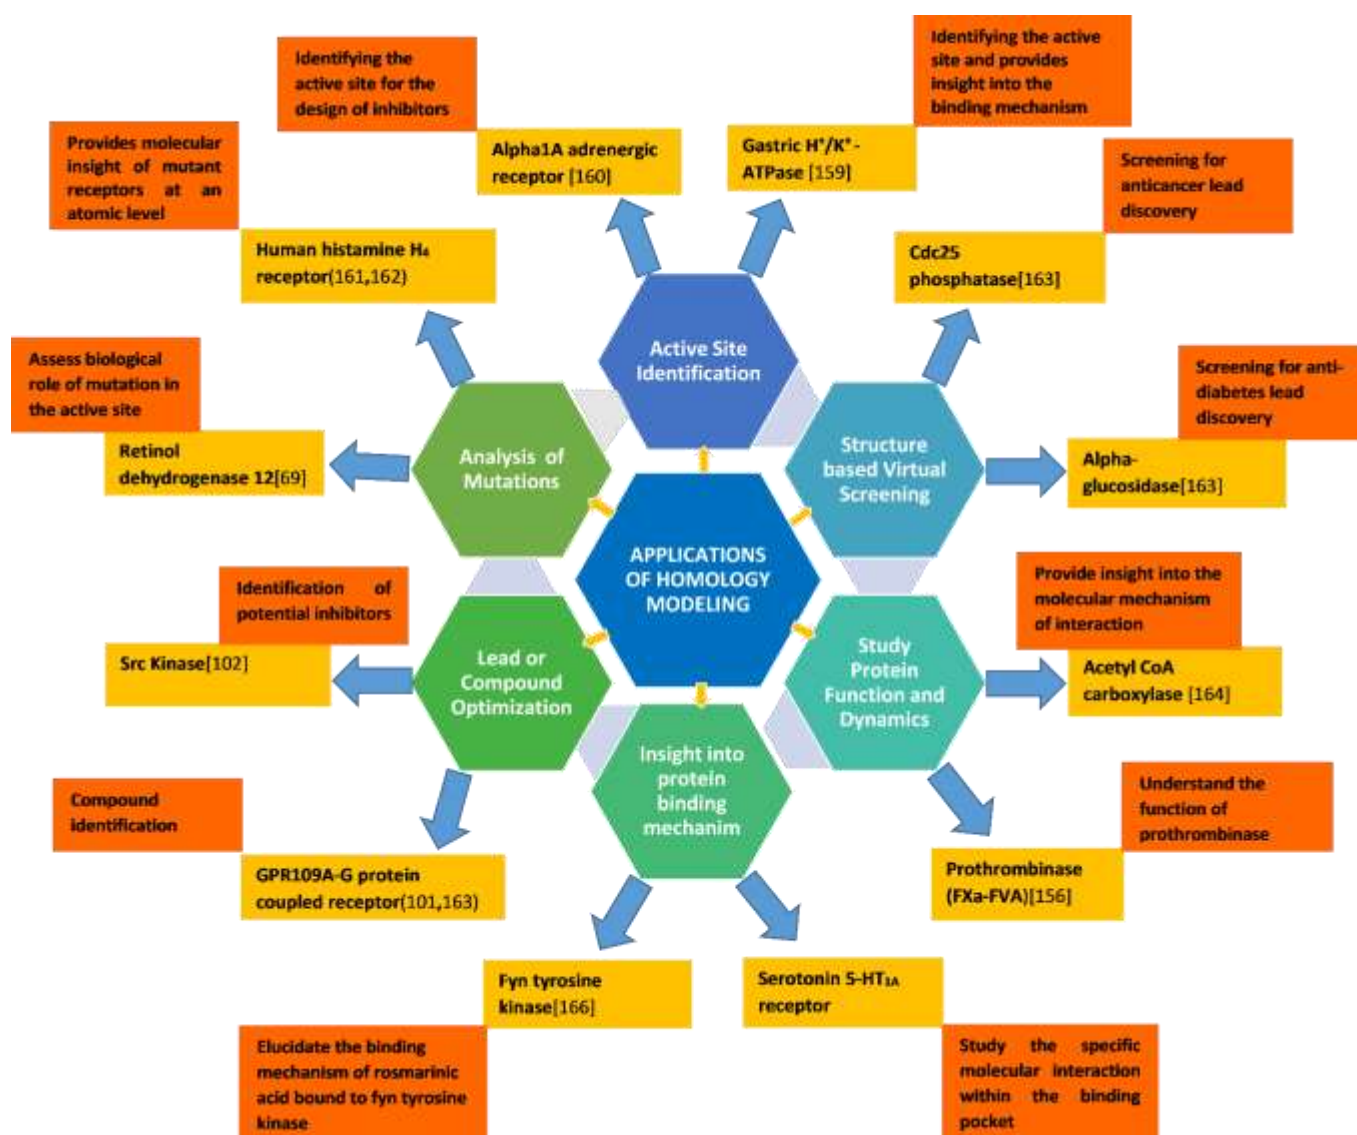 Identifying the
active site for the
design of inhibitors
Alpha1A adrenergic
receptor [160]
Identifying the active
site and provides
insight into the
binding mechanism
Gastric H⁺/K⁺-
ATPase [159]
Provides molecular
insight of mutant
receptors at an
atomic level
Human histamine H₄
receptor(161,162)
Screening for
anticancer lead
discovery
Cdc25
phosphatase[163]
Assess biological
role of mutation in
the active site
Retinol
dehydrogenase 12[69]
Screening for anti-
diabetes lead
discovery
Alpha-
glucosidase[163]
Active Site
Identification
Analysis of
Mutations
Structure
based Virtual
Screening
APPLICATIONS
OF HOMOLOGY
MODELING
Identification of
potential inhibitors
Src Kinase[102]
Lead or
Compound
Optimization
Study
Protein
Function and
Dynamics
Provide insight into the
molecular mechanism
of interaction
Acetyl CoA
carboxylase [164]
Insight into
protein
binding
mechanim
Compound
identification
GPR109A-G protein
coupled receptor(101,163)
Understand the
function of
prothrombinase
Prothrombinase
(FXa-FVA)[156]
Fyn tyrosine
kinase[166]
Elucidate the binding
mechanism of rosmarinic
acid bound to fyn tyrosine
kinase
Serotonin 5-HT₁ₐ
receptor
Study the specific
molecular interaction
within the binding
pocket